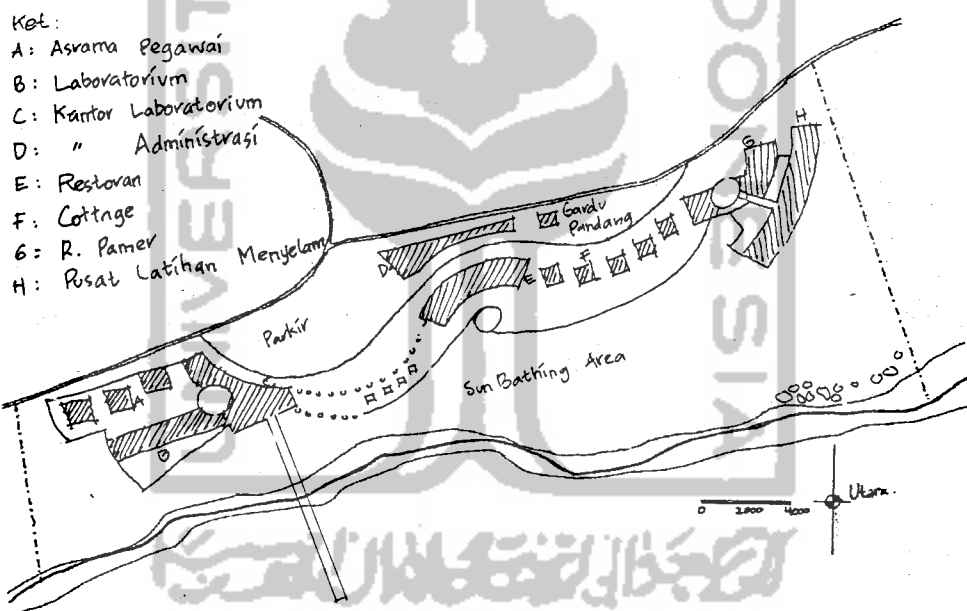 Ket :
A : Asrama Pegawai
B : Laboratorium
C : Kantor Laboratorium
D : " Administrasi
E : Restoran
F : Cottage
G : R. Pamer
H : Pusat Latihan Menyelam
H
G
Gardu
Pandang
D
F
E
Parkir
Sun Bathing Area
A
B
Utara.
0 2000 4000
UNIVERSIT